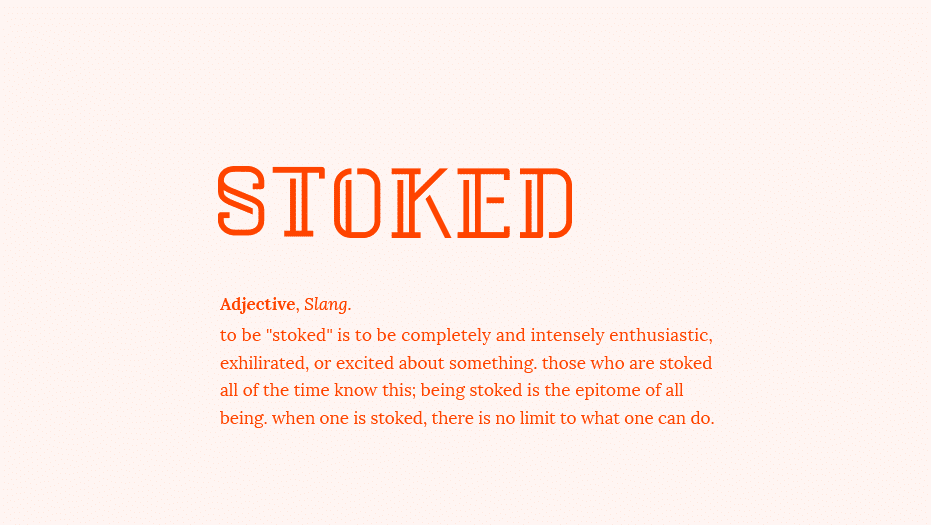 STOKED
Adjective, Slang.
to be "stoked" is to be completely and intensely enthusiastic,
exhilirated, or excited about something. those who are stoked
all of the time know this; being stoked is the epitome of all
being. when one is stoked, there is no limit to what one can do.